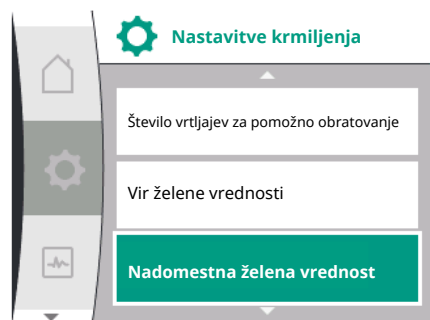 Nastavitve krmiljenja
Število vrtljajev za pomožno obratovanje
Vir želene vrednosti
Nadomestna želena vrednost